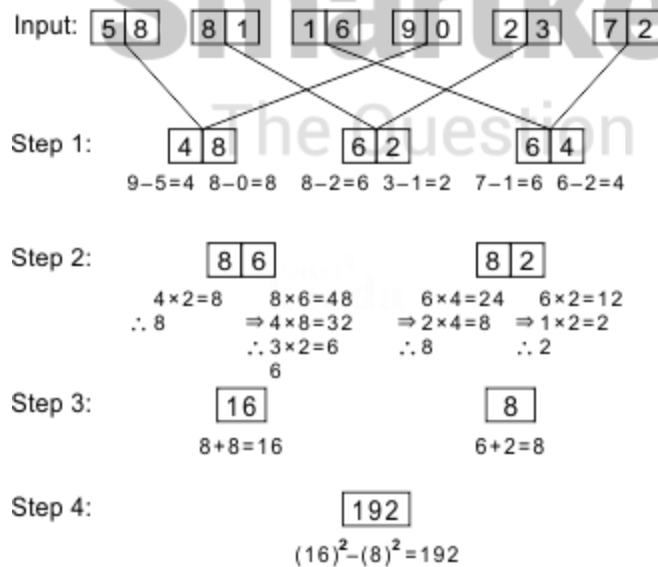 Smartke
Input: 5 8 8 1 1 6 9 0 2 3 7 2
The Question
Step 1: 4 8 6 2 6 4
9–5=4 8–0=8 8–2=6 3–1=2 7–1=6 6–2=4
Step 2: 8 6 8 2
4×2=8 8×6=48 6×4=24 6×2=12
∴ 8 ⇒ 4×8=32 ⇒ 2×4=8 ⇒ 1×2=2
∴ 3×2=6 ∴ 8 ∴ 2
6
Step 3: 16 8
8+8=16 6+2=8
Step 4: 192
(16)²–(8)²=192